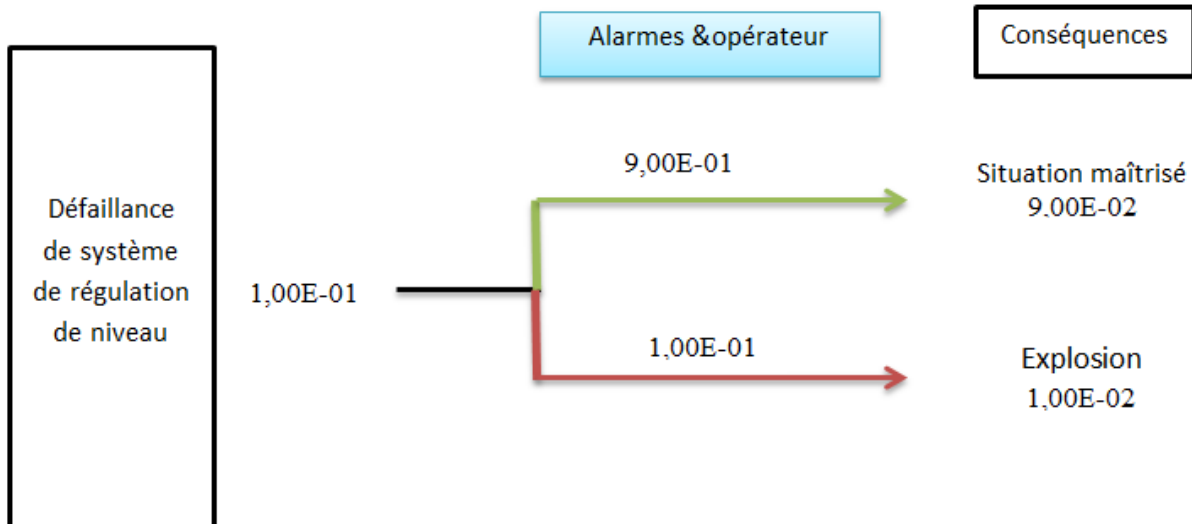 Alarmes &opérateur
Conséquences
Défaillance
de système
de régulation
de niveau
1,00E-01
9,00E-01
Situation maîtrisé
9,00E-02
1,00E-01
Explosion
1,00E-02